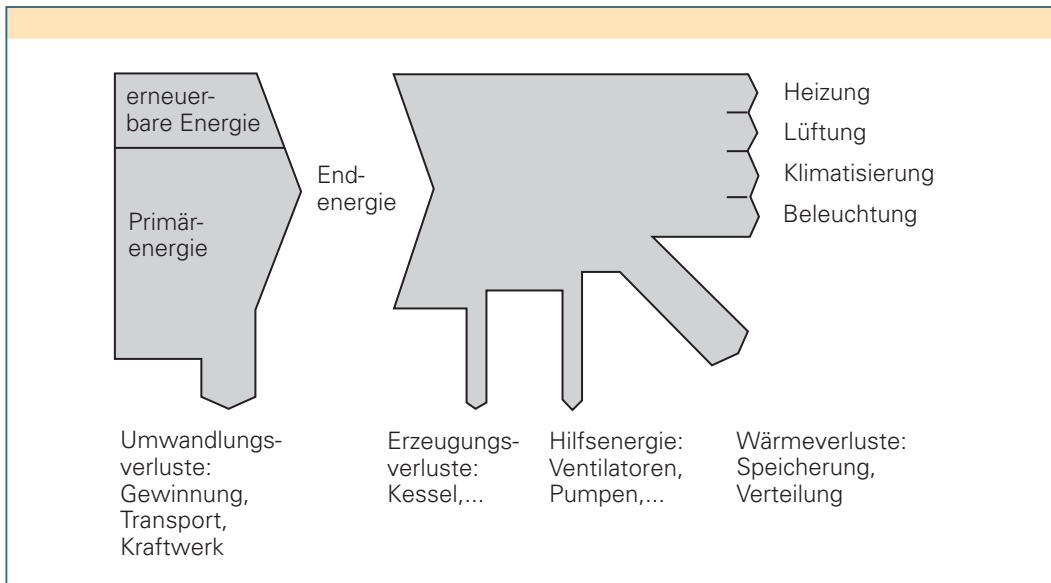 erneuer-
bare Energie
Primär-
energie
End-
energie
Heizung
Lüftung
Klimatisierung
Beleuchtung
Umwandlungs-
verluste:
Gewinnung,
Transport,
Kraftwerk
Erzeugungs-
verluste:
Kessel,...
Hilfsenergie:
Ventilatoren,
Pumpen,...
Wärmeverluste:
Speicherung,
Verteilung